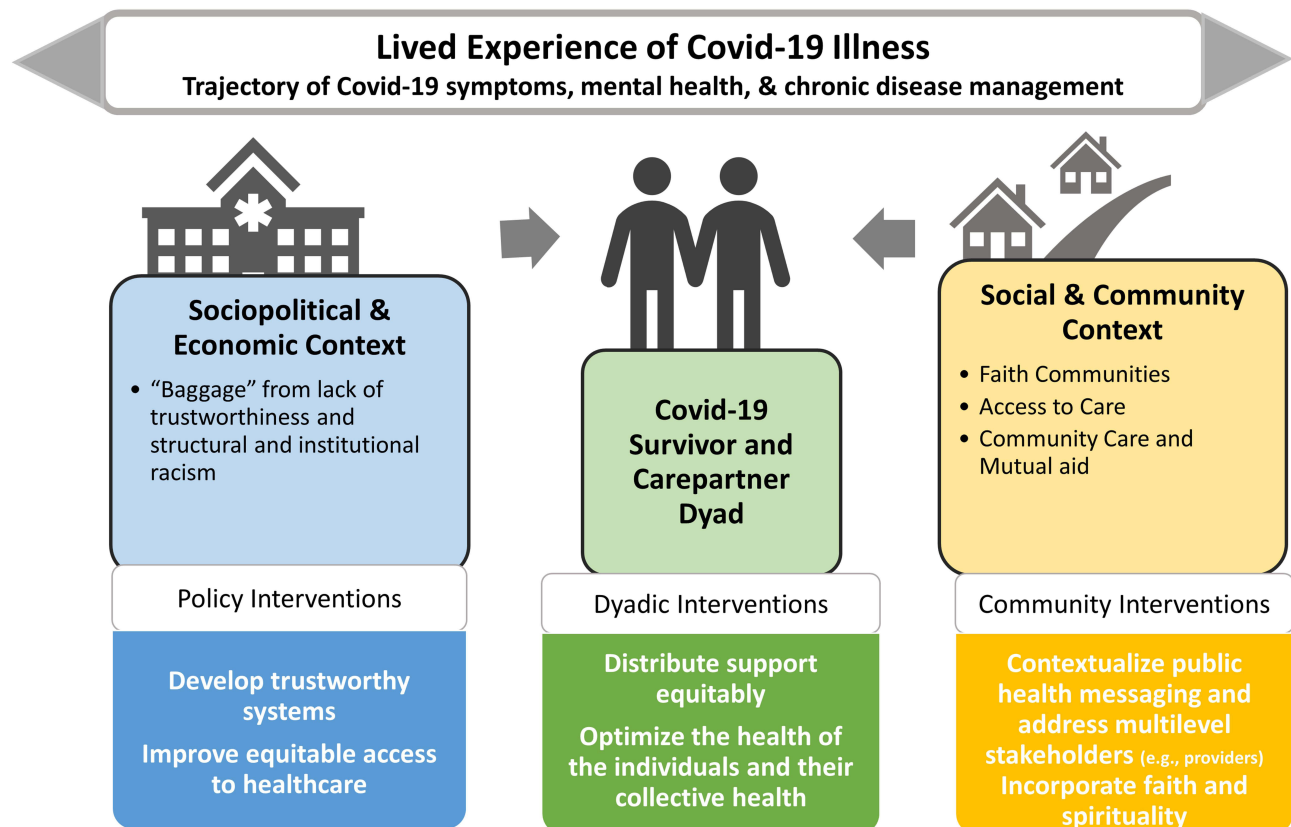 Lived Experience of Covid-19 Illness
Trajectory of Covid-19 symptoms, mental health, & chronic disease management
Sociopolitical &
Economic Context
• “Baggage” from lack of
trustworthiness and
structural and institutional
racism
Policy Interventions
Develop trustworthy
systems
Improve equitable access
to healthcare
Covid-19
Survivor and
Carepartner
Dyad
Dyadic Interventions
Distribute support
equitably
Optimize the health of
the individuals and their
collective health
Social & Community
Context
• Faith Communities
• Access to Care
• Community Care and
Mutual aid
Community Interventions
Contextualize public
health messaging and
address multilevel
stakeholders (e.g., providers)
Incorporate faith and
spirituality